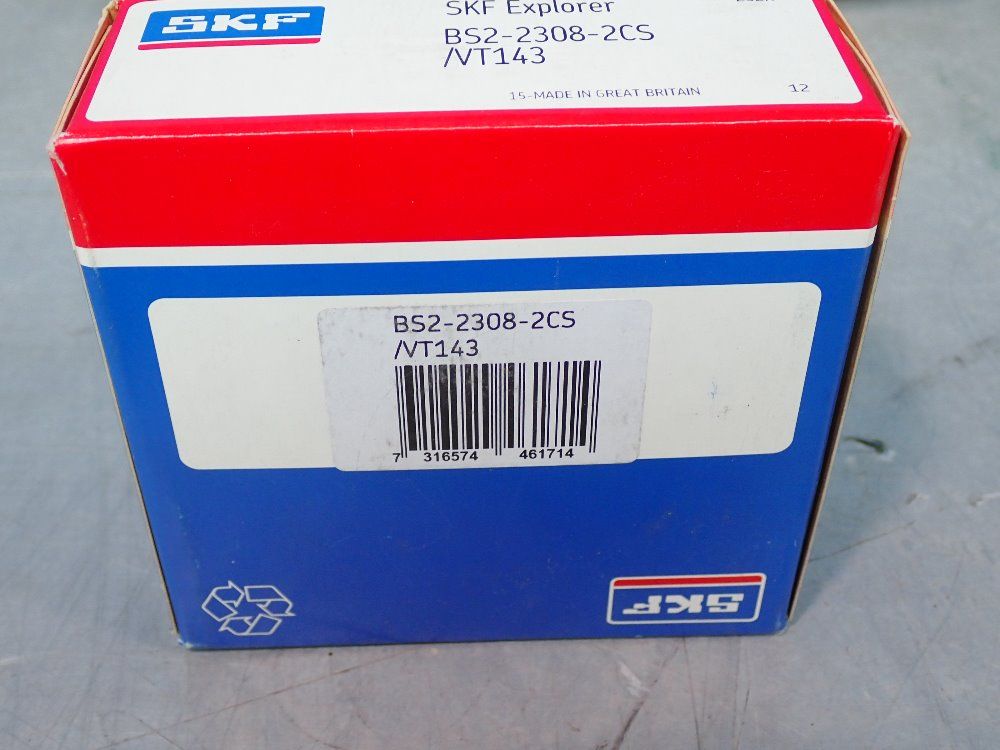 SKF
SKF Explorer
BS2-2308-2CS
/VT143
15-MADE IN GREAT BRITAIN
12
BS2-2308-2CS
/VT143
7 316574 461714
SKF